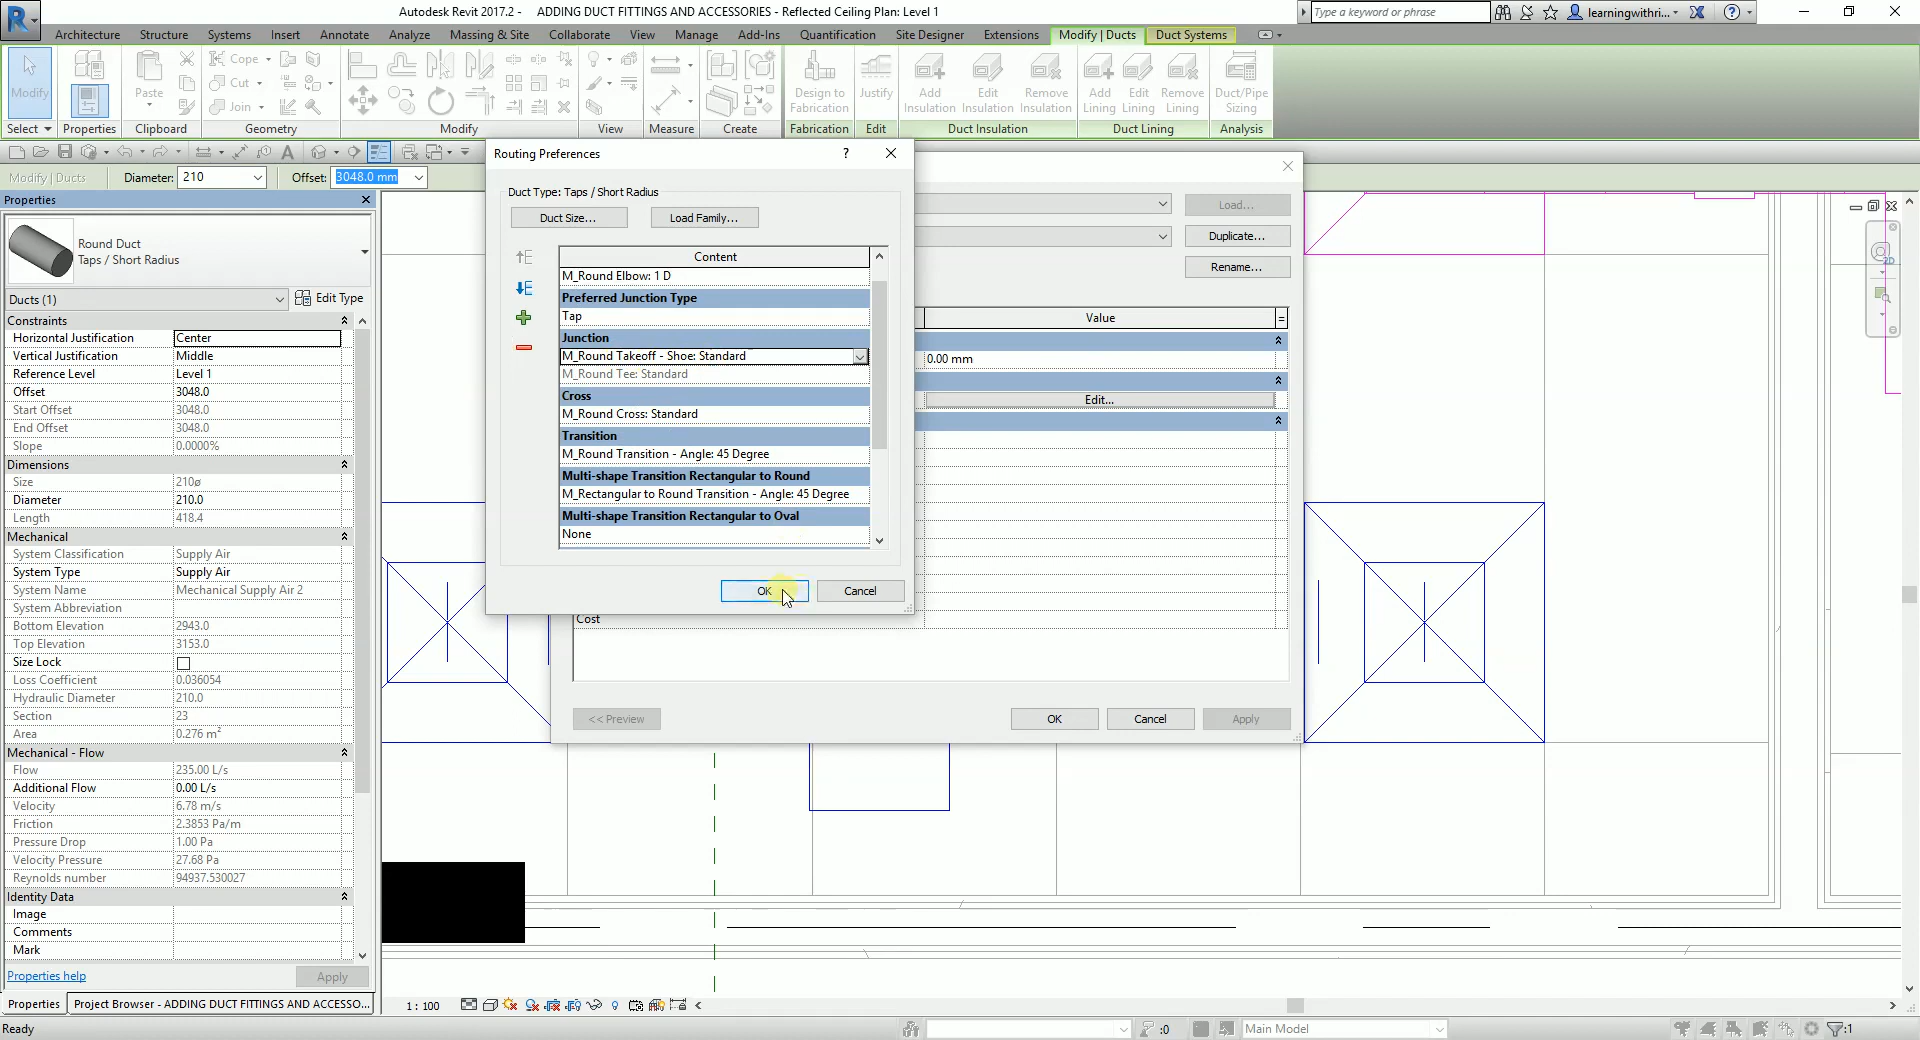 Autodesk Revit 2017.2 - ADDING DUCT FITTINGS AND ACCESSORIES - Reflected Ceiling Plan: Level 1
Type a keyword or phrase
learningwithri...
Architecture Structure Systems Insert Annotate Analyze Massing & Site Collaborate View Manage Add-Ins Quantification Site Designer Extensions Modify | Ducts Duct Systems
Modify
Paste
Cope
Cut
Join
Design to Fabrication
Justify
Add Insulation
Edit Insulation
Remove Insulation
Add Lining
Edit Lining
Remove Lining
Duct/Pipe Sizing
Select Properties Clipboard Geometry Modify View Measure Create Fabrication Edit Duct Insulation Duct Lining Analysis
Modify | Ducts Diameter: 210 Offset: 3048.0 mm
Properties
Round Duct
Taps / Short Radius
Ducts (1) Edit Type
Constraints
Horizontal Justification Center
Vertical Justification Middle
Reference Level Level 1
Offset 3048.0
Start Offset 3048.0
End Offset 3048.0
Slope 0.0000%
Dimensions
Size 210ø
Diameter 210.0
Length 418.4
Mechanical
System Classification Supply Air
System Type Supply Air
System Name Mechanical Supply Air 2
System Abbreviation
Bottom Elevation 2943.0
Top Elevation 3153.0
Size Lock
Loss Coefficient 0.036054
Hydraulic Diameter 210.0
Section 23
Area 0.276 m²
Mechanical - Flow
Flow 235.00 L/s
Additional Flow 0.00 L/s
Velocity 6.78 m/s
Friction 2.3853 Pa/m
Pressure Drop 1.00 Pa
Velocity Pressure 27.68 Pa
Reynolds number 94937.530027
Identity Data
Image
Comments
Mark
Properties help Apply
Properties Project Browser - ADDING DUCT FITTINGS AND ACCESSO...
Ready
Routing Preferences
Duct Type: Taps / Short Radius
Duct Size... Load Family...
Content
M_Round Elbow: 1 D
Preferred Junction Type
Tap
Junction
M_Round Takeoff - Shoe: Standard
M_Round Tee: Standard
Cross
M_Round Cross: Standard
Transition
M_Round Transition - Angle: 45 Degree
Multi-shape Transition Rectangular to Round
M_Rectangular to Round Transition - Angle: 45 Degree
Multi-shape Transition Rectangular to Oval
None
OK Cancel
Load...
Duplicate...
Rename...
Value =
0.00 mm
Edit...
Cost
<< Preview OK Cancel Apply
2D
1 : 100
:0 Main Model :1